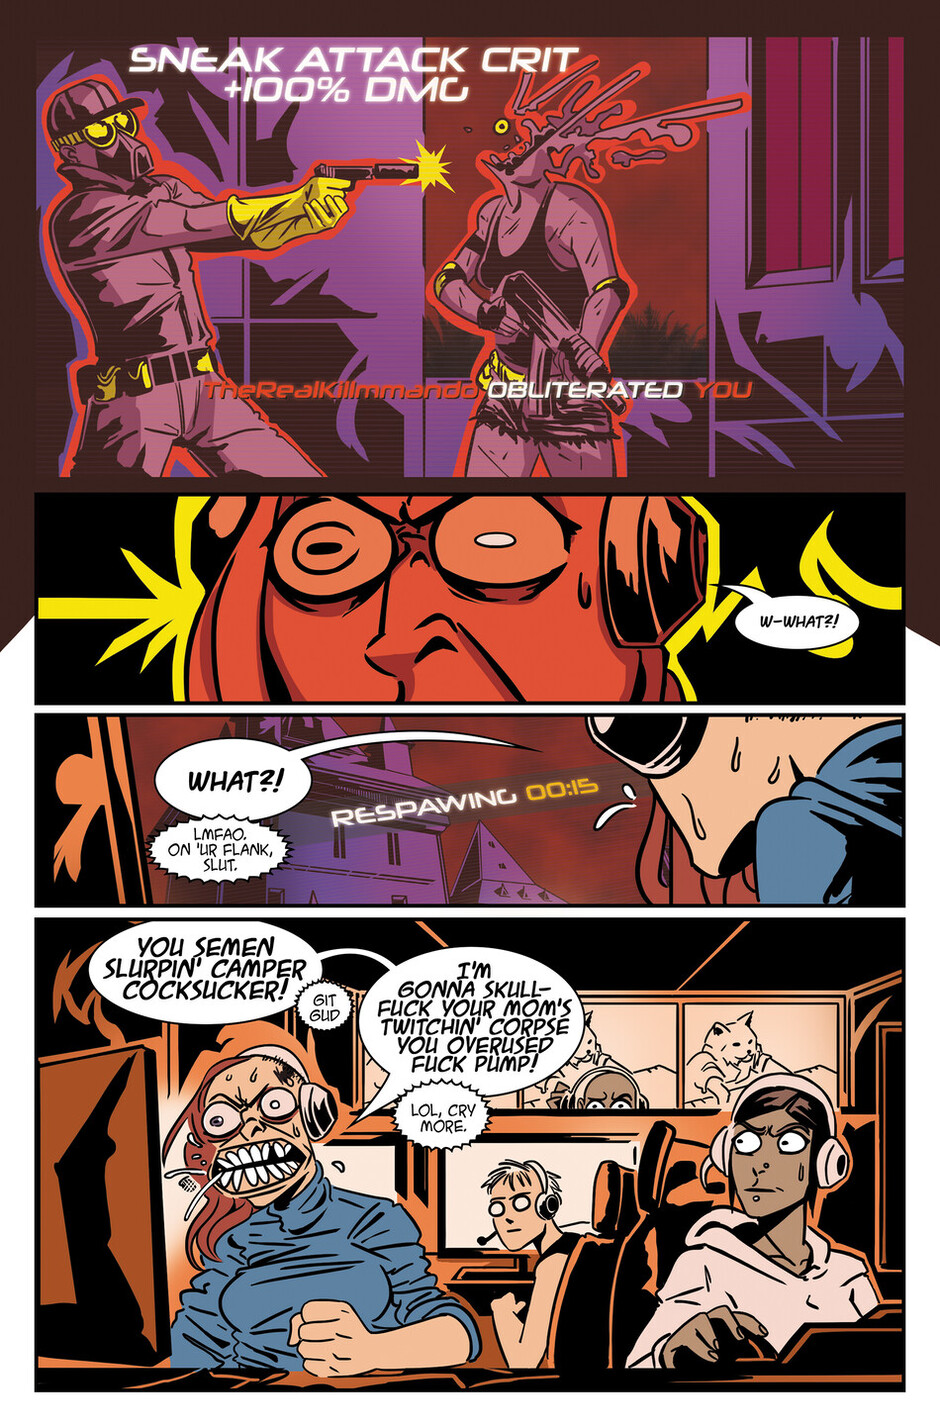 SNEAK ATTACK CRIT
+100% DMG
TheRealKillmmando OBLITERATED YOU
W-WHAT?!
WHAT?!
RESPAWING 00:15
LMFAO.
ON 'UR FLANK,
SLUT.
YOU SEMEN
SLURPIN' CAMPER
COCKSUCKER!
GIT
GUD
I'M
GONNA SKULL-
FUCK YOUR MOM'S
TWITCHIN' CORPSE
YOU OVERUSED
FUCK PUMP!
LOL, CRY
MORE.